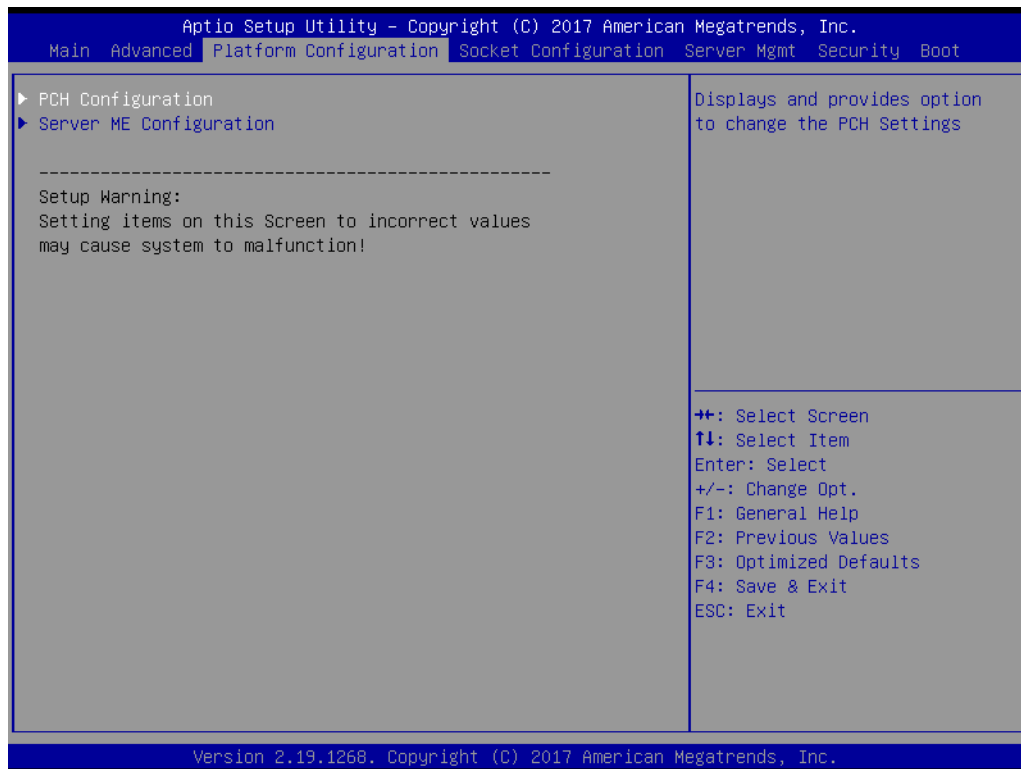 Aptio Setup Utility – Copyright (C) 2017 American Megatrends, Inc.
Main Advanced Platform Configuration Socket Configuration Server Mgmt Security Boot
PCH Configuration
Server ME Configuration
--------------------------------------------------
Setup Warning:
Setting items on this Screen to incorrect values
may cause system to malfunction!
Displays and provides option
to change the PCH Settings
→←: Select Screen
↑↓: Select Item
Enter: Select
+/-: Change Opt.
F1: General Help
F2: Previous Values
F3: Optimized Defaults
F4: Save & Exit
ESC: Exit
Version 2.19.1268. Copyright (C) 2017 American Megatrends, Inc.